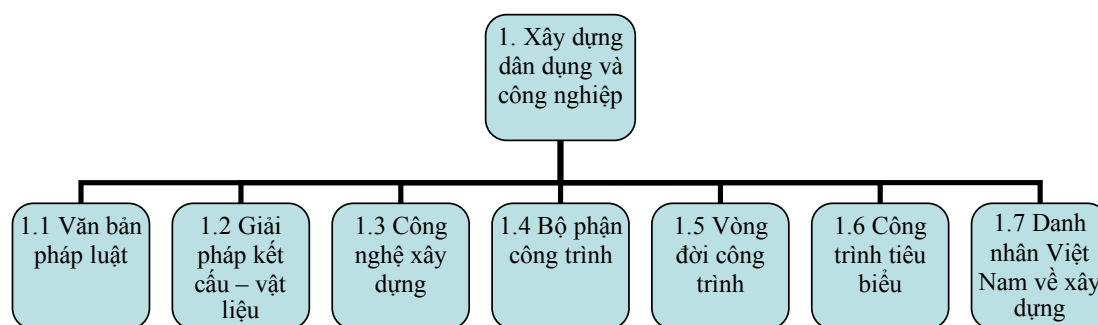 1. Xây dựng
dân dụng và
công nghiệp
1.1 Văn bản
pháp luật
1.2 Giải
pháp kết
cấu – vật
liệu
1.3 Công
nghệ xây
dựng
1.4 Bộ phận
công trình
1.5 Vòng
đời công
trình
1.6 Công
trình tiêu
biểu
1.7 Danh
nhân Việt
Nam về xây
dựng